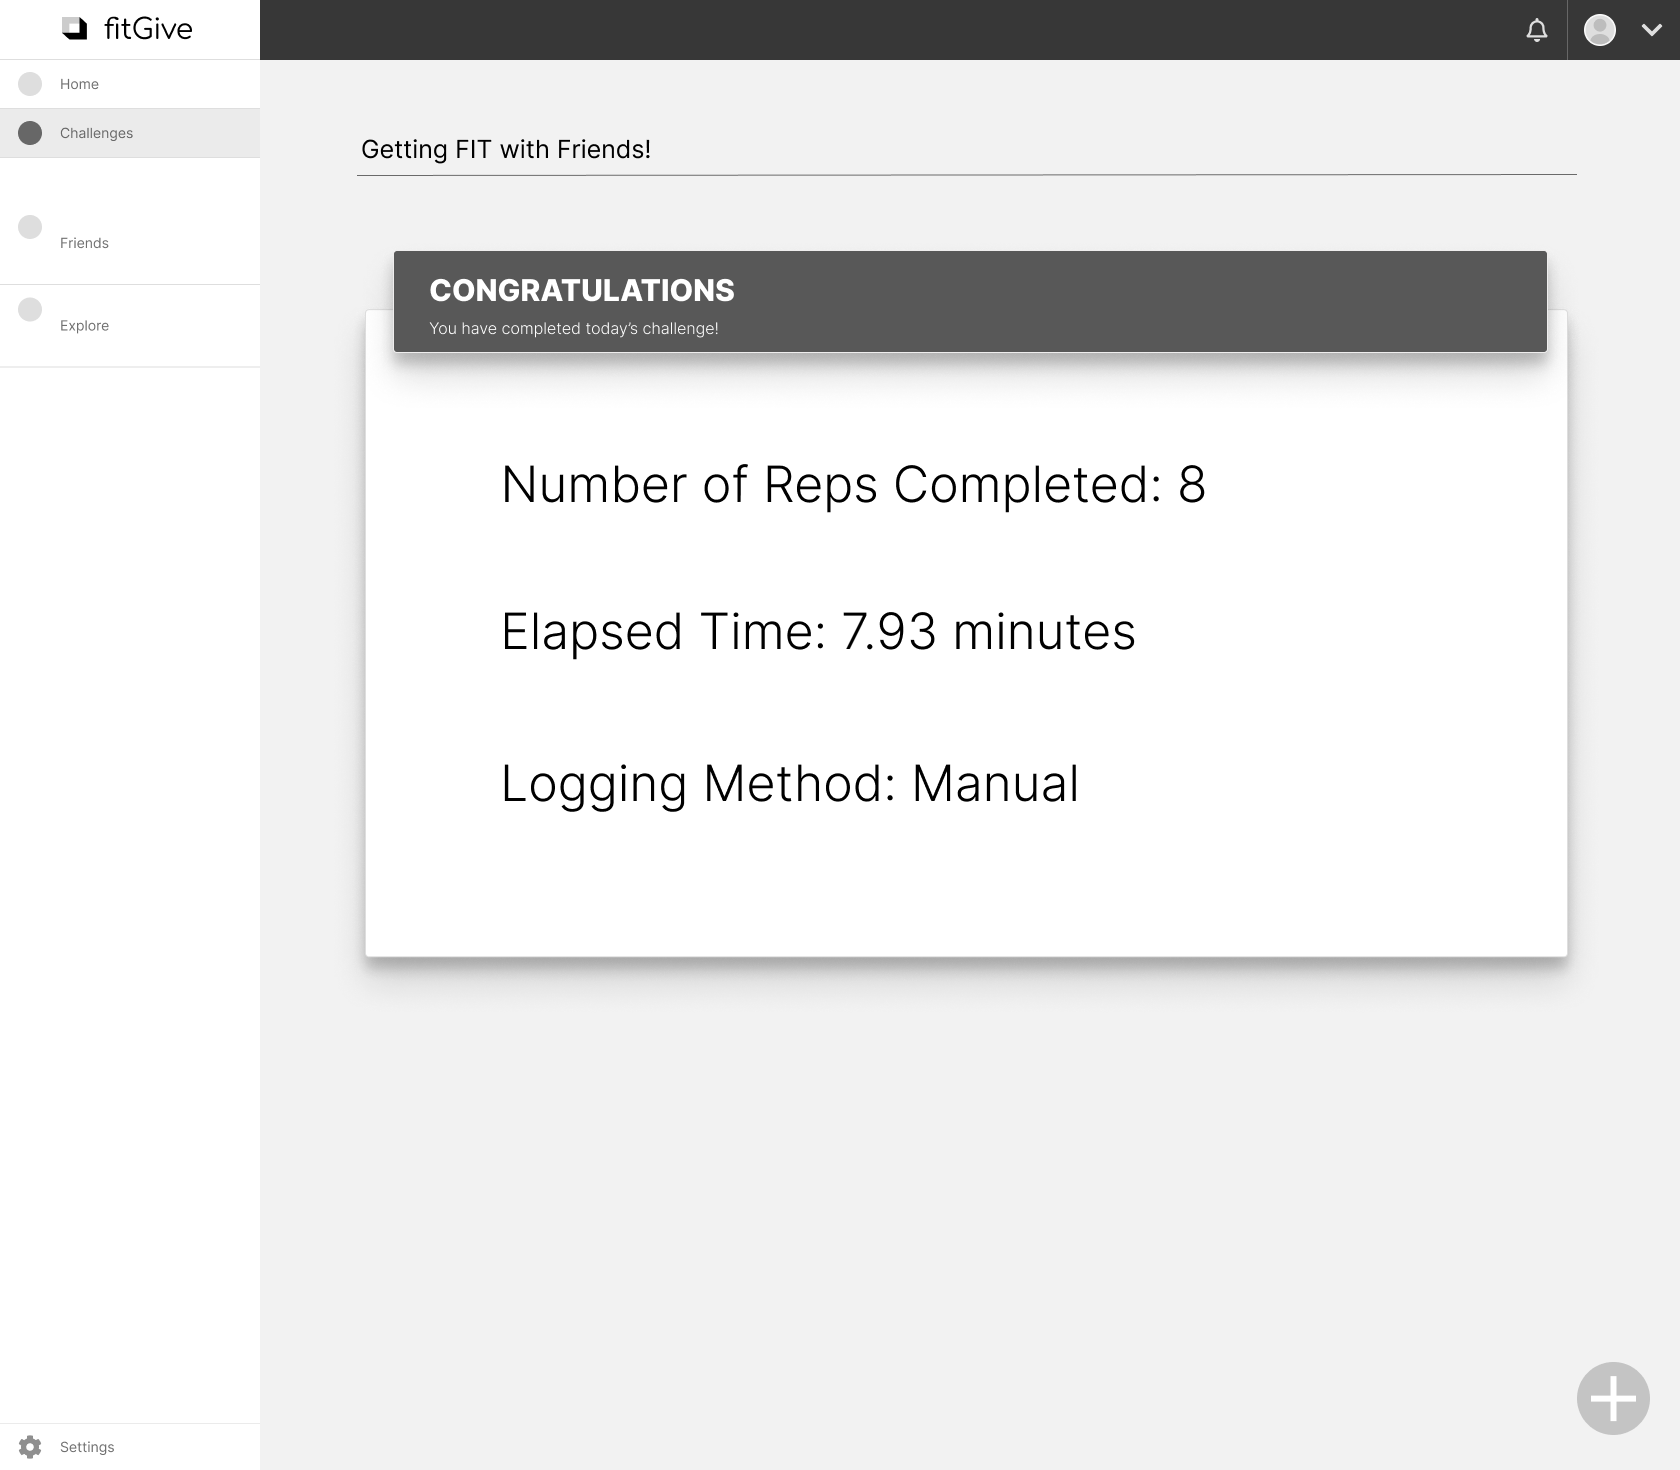 fitGive
Home
Challenges
Friends
Explore
Settings
Getting FIT with Friends!
CONGRATULATIONS
You have completed today’s challenge!
Number of Reps Completed: 8
Elapsed Time: 7.93 minutes
Logging Method: Manual